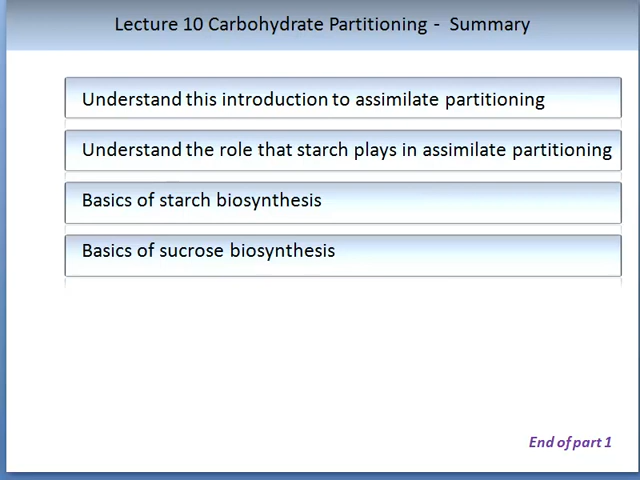 Lecture 10 Carbohydrate Partitioning - Summary
Understand this introduction to assimilate partitioning
Understand the role that starch plays in assimilate partitioning
Basics of starch biosynthesis
Basics of sucrose biosynthesis
End of part 1